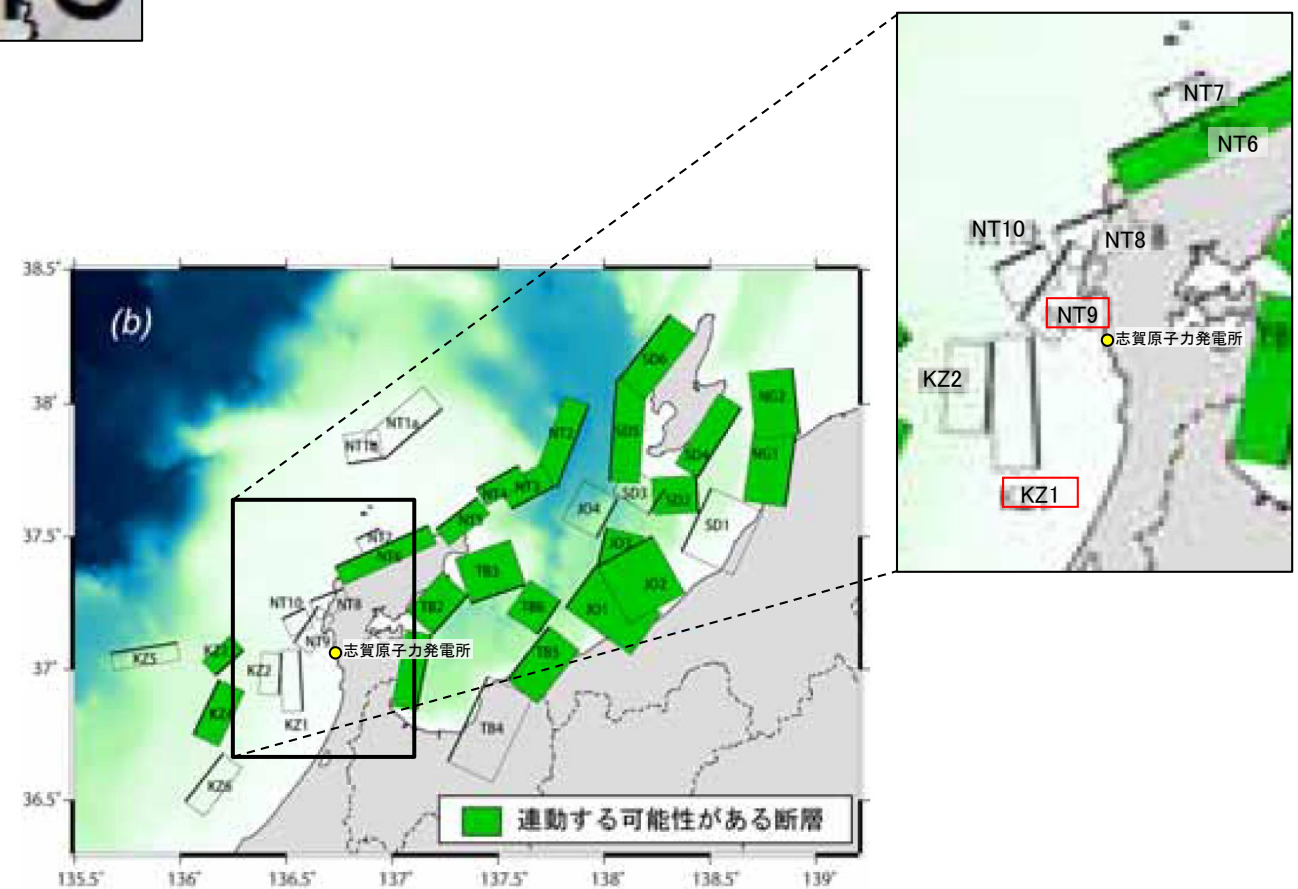 NT7
NT6
NT10
NT8
NT9
志賀原子力発電所
KZ2
KZ1
(b)
38.5°
38°
37.5°
37°
36.5°
SD6
NG2
NT1a
NT1b
NT2
SD5
SD4
NG1
NT4
NT3
SD3
SD2
JO4
SD1
NT5
NT7
NT6
JO3
TB3
JO2
NT10
NT8
TB2
TB6
JO1
NT9
志賀原子力発電所
KZ5
KZ3
KZ2
TB5
KZ4
KZ1
TB4
KZ6
連動する可能性がある断層
135.5°
136°
136.5°
137°
137.5°
138°
138.5°
139°